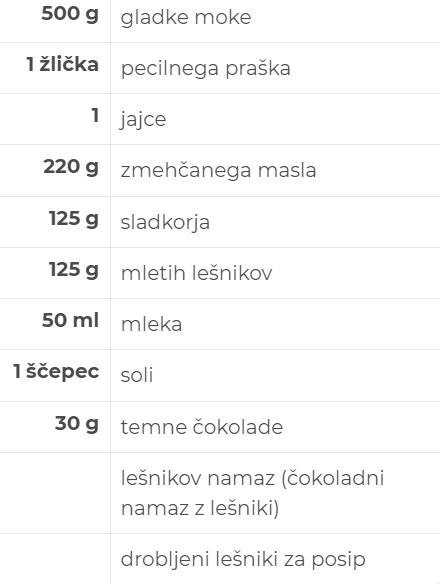 500 g gladke moke
1 žlička pecilnega praška
1 jajce
220 g zmehčanega masla
125 g sladkorja
125 g mletih lešnikov
50 ml mleka
1 ščepec soli
30 g temne čokolade
lešnikov namaz (čokoladni
namaz z lešniki)
drobljeni lešniki za posip